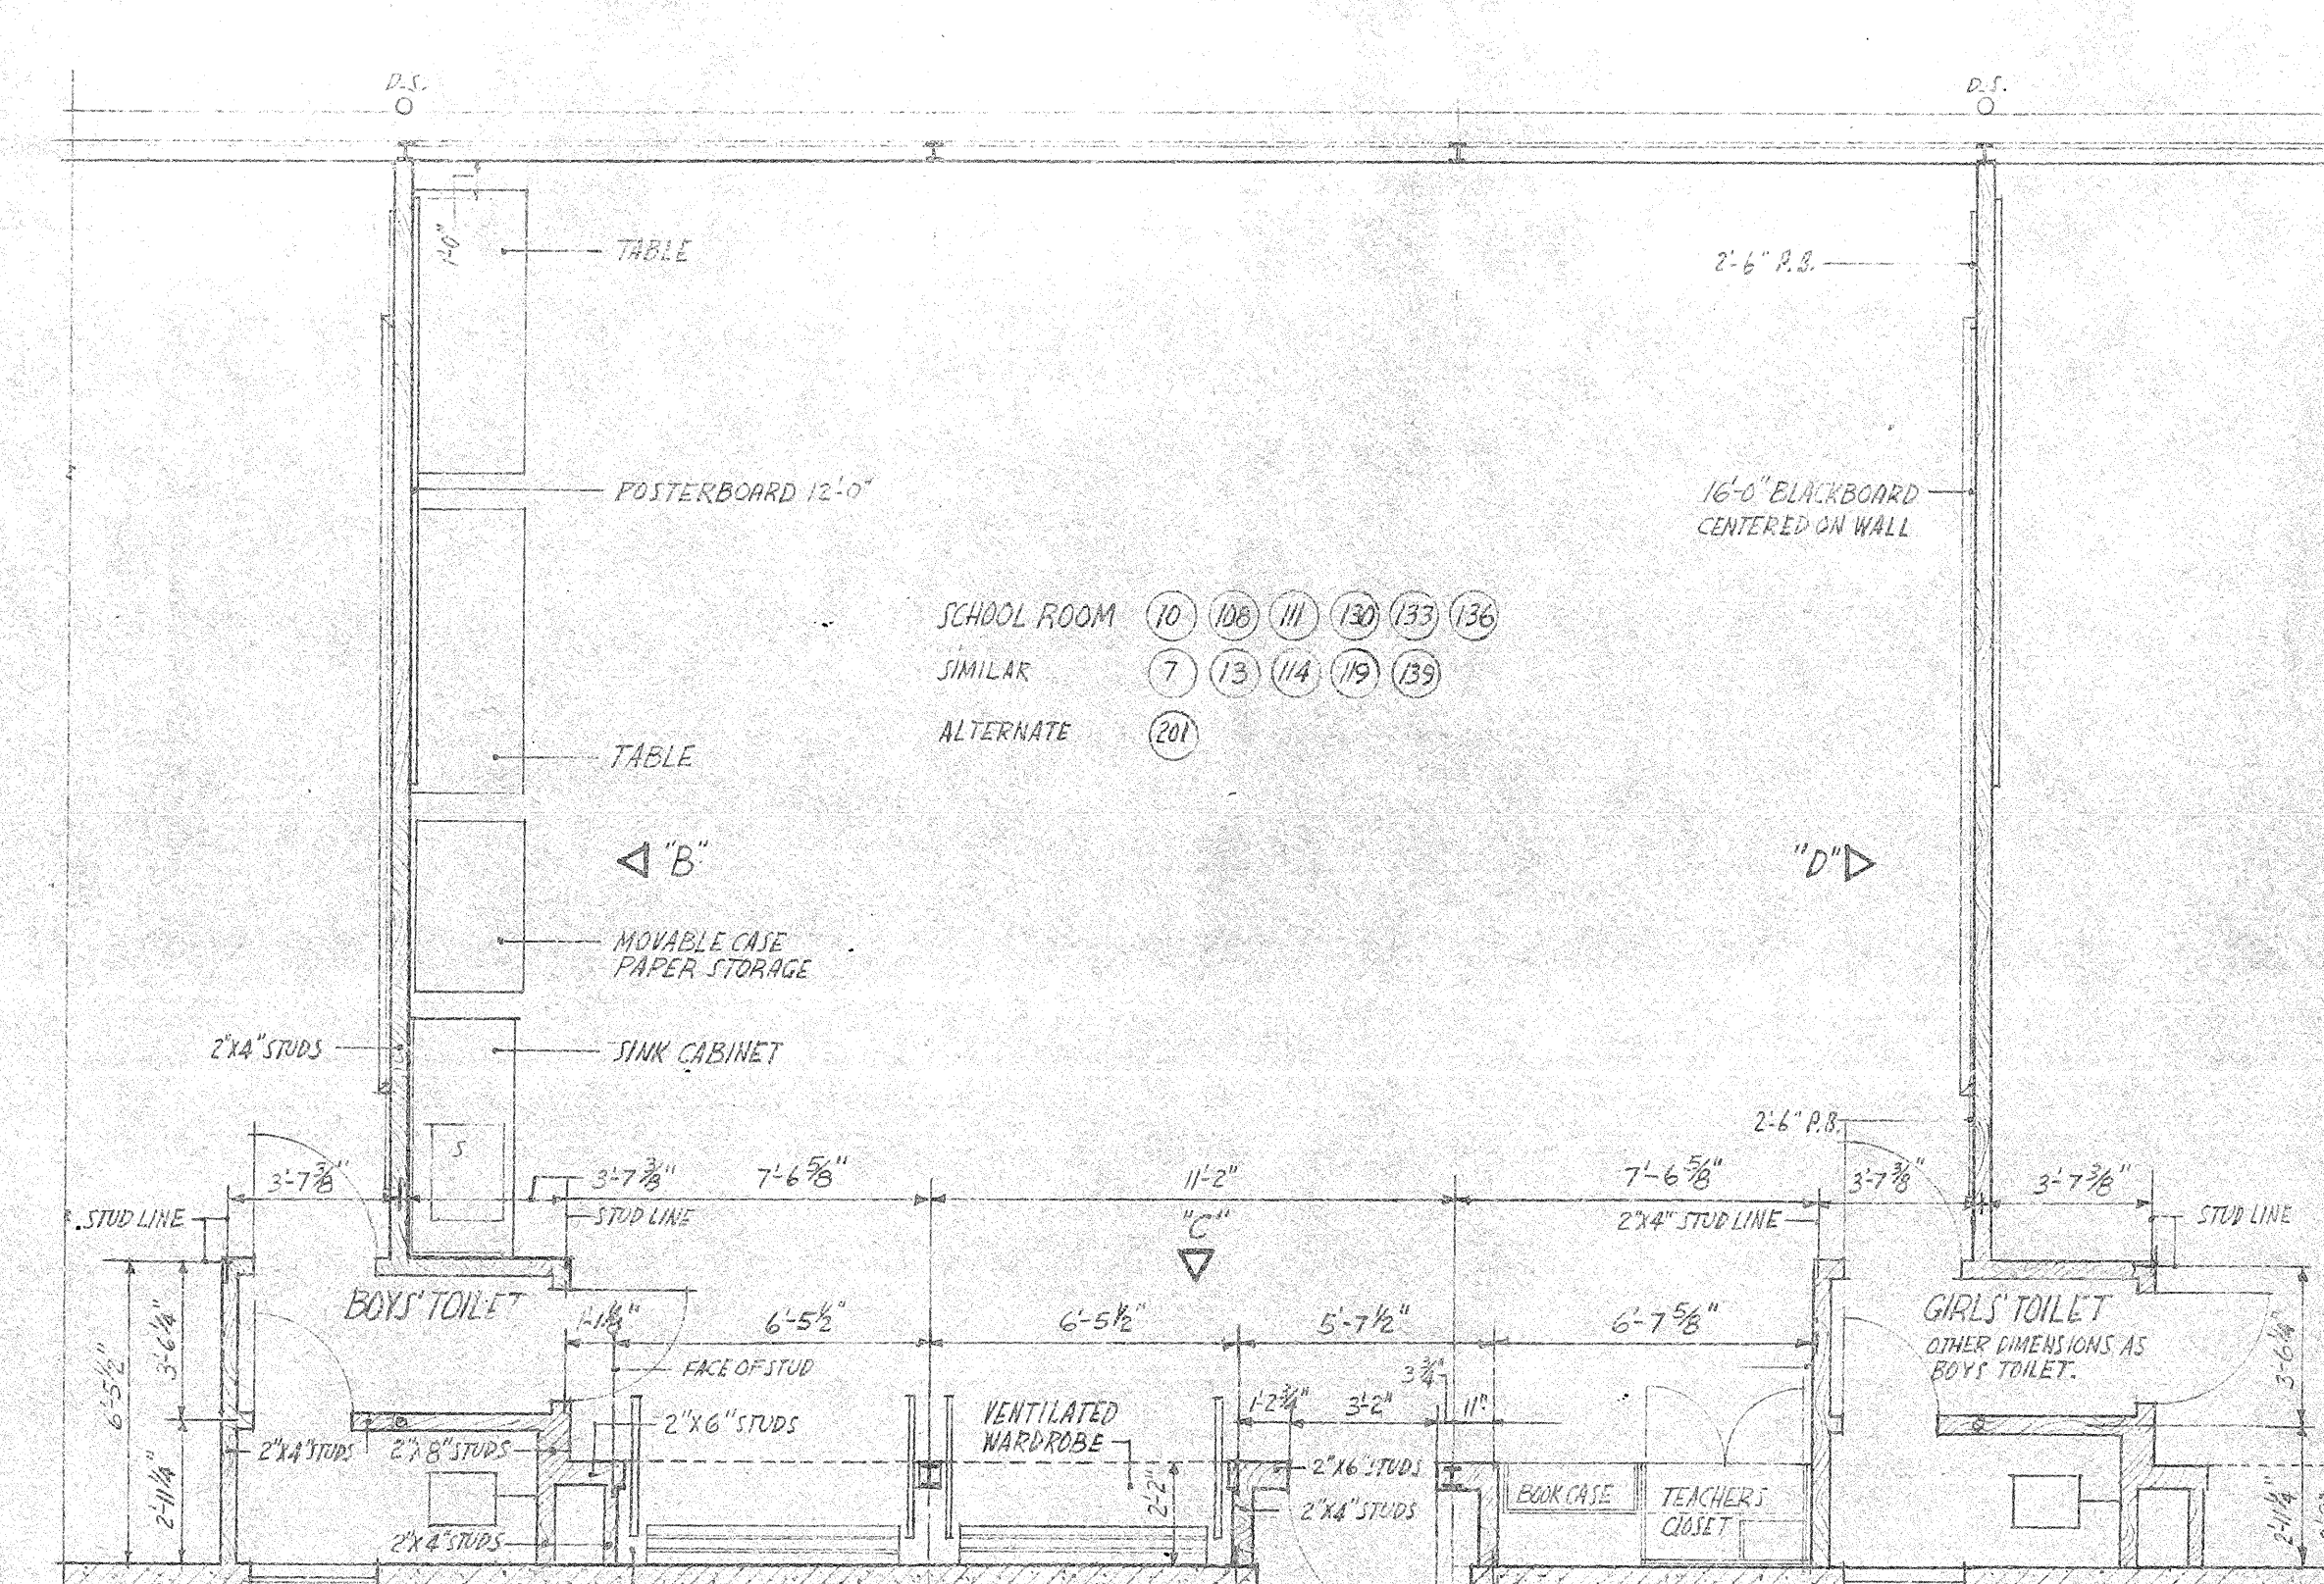 D.S.
D.S.
1'-0"
TABLE
2'-6" P.B.
POSTERBOARD 12'-0"
16'-0" BLACKBOARD
CENTERED ON WALL
SCHOOL ROOM 10 108 111 130 133 136
SIMILAR 7 13 114 119 139
ALTERNATE 201
TABLE
"B"
"D"
MOVABLE CASE
PAPER STORAGE
2"X4" STUDS
SINK CABINET
S
2'-6" P.B.
3'-7 3/8"
3'-7 3/8"
7'-6 5/8"
11'-2"
7'-6 5/8"
3'-7 3/8"
3'-7 3/8"
STUD LINE
STUD LINE
"C"
2"X4" STUD LINE
STUD LINE
BOYS' TOILET
1'-1 1/8"
6'-5 1/2"
6'-5 1/2"
5'-7 1/2"
6'-7 5/8"
GIRLS' TOILET
OTHER DIMENSIONS AS
BOYS TOILET.
6'-5 1/2"
3'-6 1/4"
FACE OF STUD
3 3/4"
3'-6 1/4"
1'-2 3/4"
3'-2"
11"
2"X6" STUDS
VENTILATED
WARDROBE
2"X4" STUDS
2"X8" STUDS
2"X6" STUDS
2'-11 1/4"
2'-2"
2"X4" STUDS
BOOK CASE
TEACHERS
CLOSET
2'-11 1/4"
2"X4" STUDS